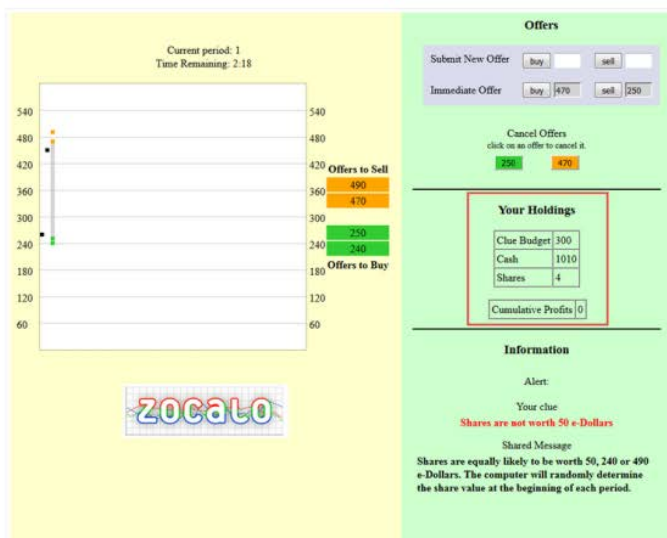 Current period: 1
Time Remaining: 2:18
540
480
420
360
300
240
180
120
60
540
480
420
360
300
240
180
120
60
Offers to Sell
490
470
250
240
Offers to Buy
ZOCALO
Offers
Submit New Offer buy sell
Immediate Offer buy 470 sell 250
Cancel Offers
click on an offer to cancel it.
250 470
Your Holdings
Clue Budget 300
Cash 1010
Shares 4
Cumulative Profits 0
Information
Alert:
Your clue
Shares are not worth 50 e-Dollars
Shared Message
Shares are equally likely to be worth 50, 240 or 490
e-Dollars. The computer will randomly determine
the share value at the beginning of each period.